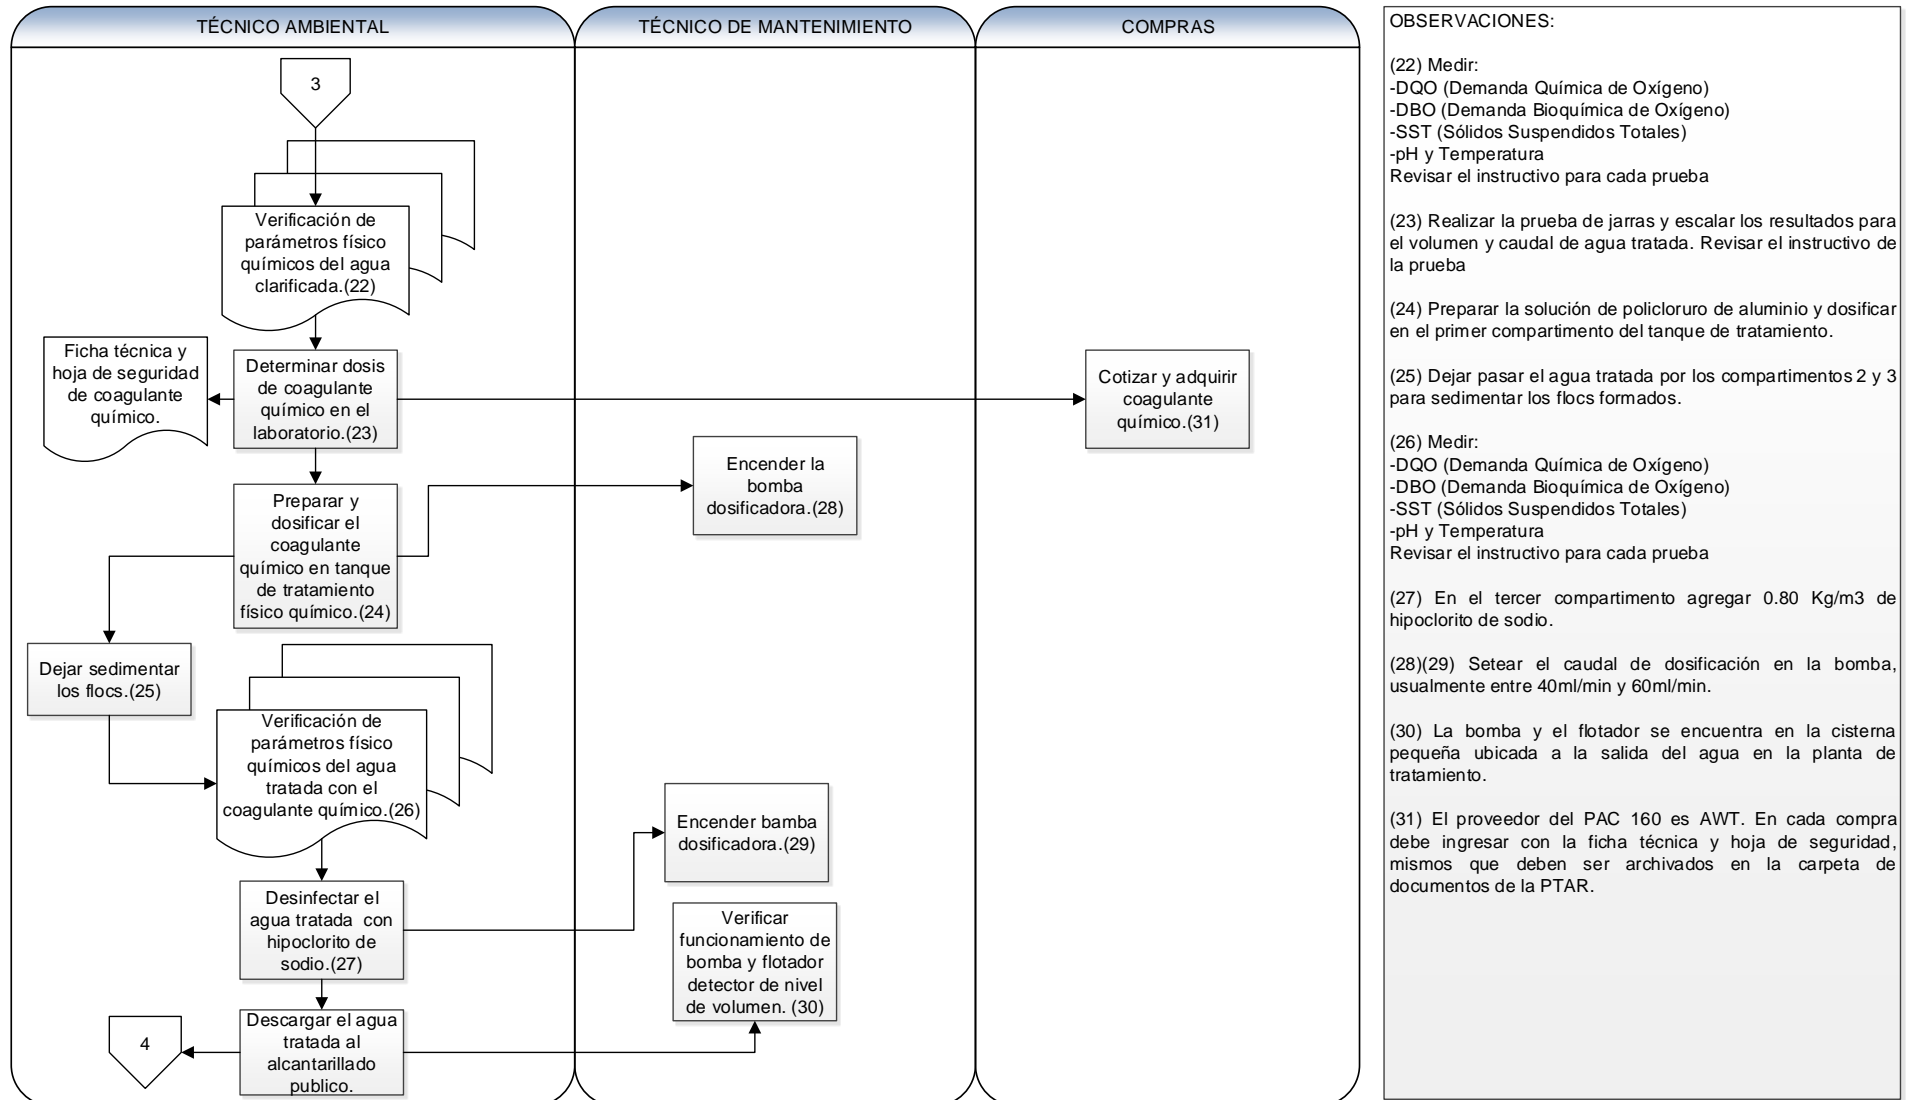 TÉCNICO AMBIENTAL
TÉCNICO DE MANTENIMIENTO
COMPRAS
3
Verificación de
parámetros físico
químicos del agua
clarificada.(22)
Ficha técnica y
hoja de seguridad
de coagulante
químico.
Determinar dosis
de coagulante
químico en el
laboratorio.(23)
Cotizar y adquirir
coagulante
químico.(31)
Encender la
bomba
dosificadora.(28)
Preparar y
dosificar el
coagulante
químico en tanque
de tratamiento
físico químico.(24)
Dejar sedimentar
los flocs.(25)
Verificación de
parámetros físico
químicos del agua
tratada con el
coagulante químico.(26)
Encender bamba
dosificadora.(29)
Desinfectar el
agua tratada  con
hipoclorito de
sodio.(27)
Verificar
funcionamiento de
bomba y flotador
detector de nivel
de volumen. (30)
Descargar el agua
tratada al
alcantarillado
publico.
4
OBSERVACIONES:
(22) Medir:
-DQO (Demanda Química de Oxígeno)
-DBO (Demanda Bioquímica de Oxígeno)
-SST (Sólidos Suspendidos Totales)
-pH y Temperatura
Revisar el instructivo para cada prueba
(23) Realizar la prueba de jarras y escalar los resultados para
el volumen y caudal de agua tratada. Revisar el instructivo de
la prueba
(24) Preparar la solución de policloruro de aluminio y dosificar
en el primer compartimento del tanque de tratamiento.
(25) Dejar pasar el agua tratada por los compartimentos 2 y 3
para sedimentar los flocs formados.
(26) Medir:
-DQO (Demanda Química de Oxígeno)
-DBO (Demanda Bioquímica de Oxígeno)
-SST (Sólidos Suspendidos Totales)
-pH y Temperatura
Revisar el instructivo para cada prueba
(27) En el tercer compartimento agregar 0.80 Kg/m3 de
hipoclorito de sodio.
(28)(29) Setear el caudal de dosificación en la bomba,
usualmente entre 40ml/min y 60ml/min.
(30) La bomba y el flotador se encuentra en la cisterna
pequeña ubicada a la salida del agua en la planta de
tratamiento.
(31) El proveedor del PAC 160 es AWT. En cada compra
debe ingresar con la ficha técnica y hoja de seguridad,
mismos que deben ser archivados en la carpeta de
documentos de la PTAR.